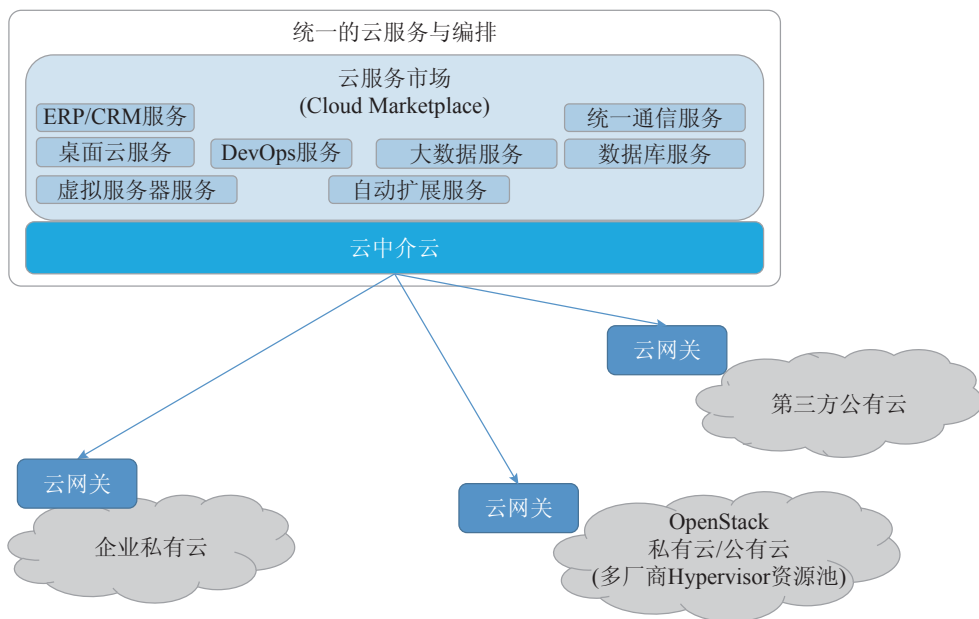 统一的云服务与编排
云服务市场
(Cloud Marketplace)
ERP/CRM服务
统一通信服务
桌面云服务
DevOps服务
大数据服务
数据库服务
虚拟服务器服务
自动扩展服务
云中介云
云网关
第三方公有云
云网关
企业私有云
云网关
OpenStack
私有云/公有云
(多厂商Hypervisor资源池)